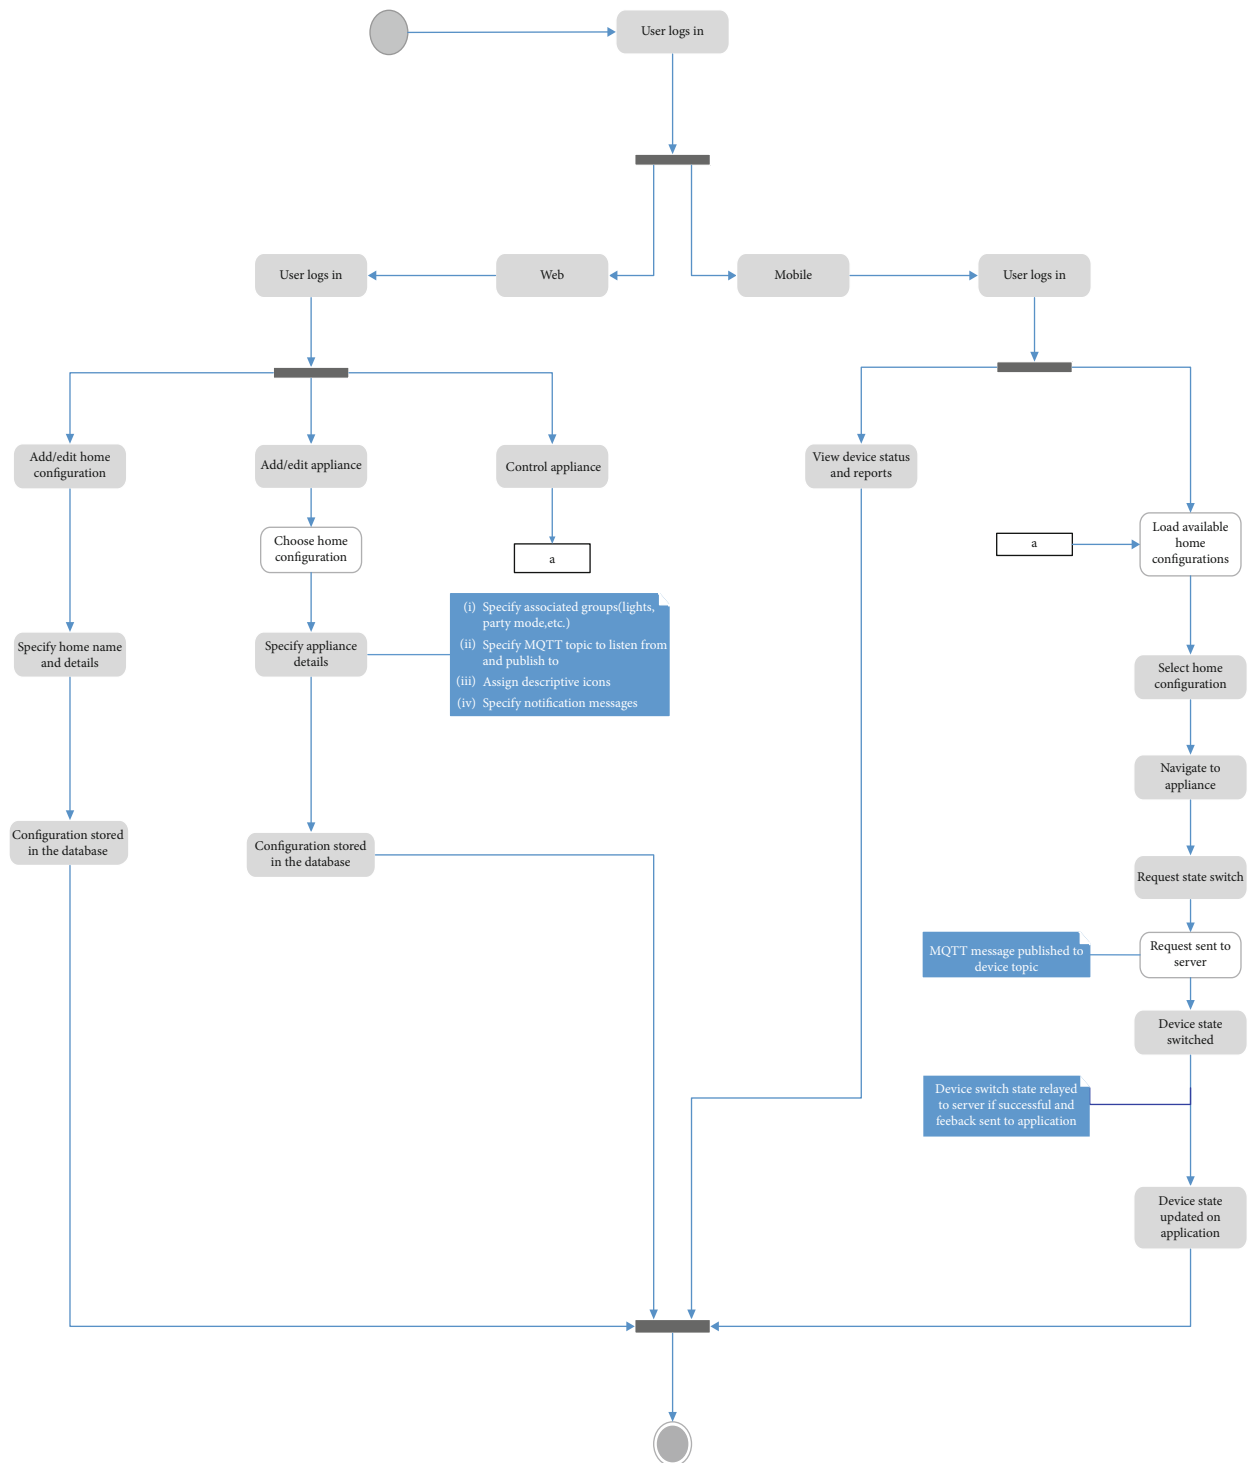 User logs in
User logs in
Web
Mobile
User logs in
Add/edit home
configuration
Add/edit appliance
Control appliance
View device status
and reports
Choose home
configuration
a
a
Load available
home
configurations
(i) Specify associated groups(lights,
party mode,etc.)
(ii) Specify MQTT topic to listen from
and publish to
(iii) Assign descriptive icons
(iv) Specify notification messages
Specify home name
and details
Specify appliance
details
Select home
configuration
Navigate to
appliance
Configuration stored
in the database
Configuration stored
in the database
Request state switch
MQTT message published to
device topic
Request sent to
server
Device state
switched
Device switch state relayed
to server if successful and
feeback sent to application
Device state
updated on
application